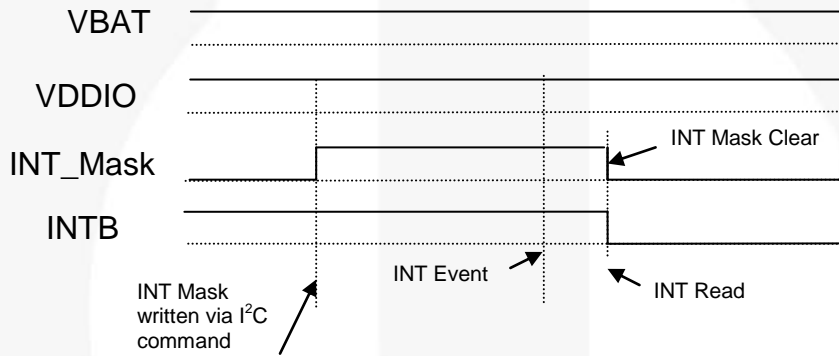 VBAT
VDDIO
INT_Mask
INT Mask Clear
INTB
INT Mask
written via I²C
command
INT Event
INT Read